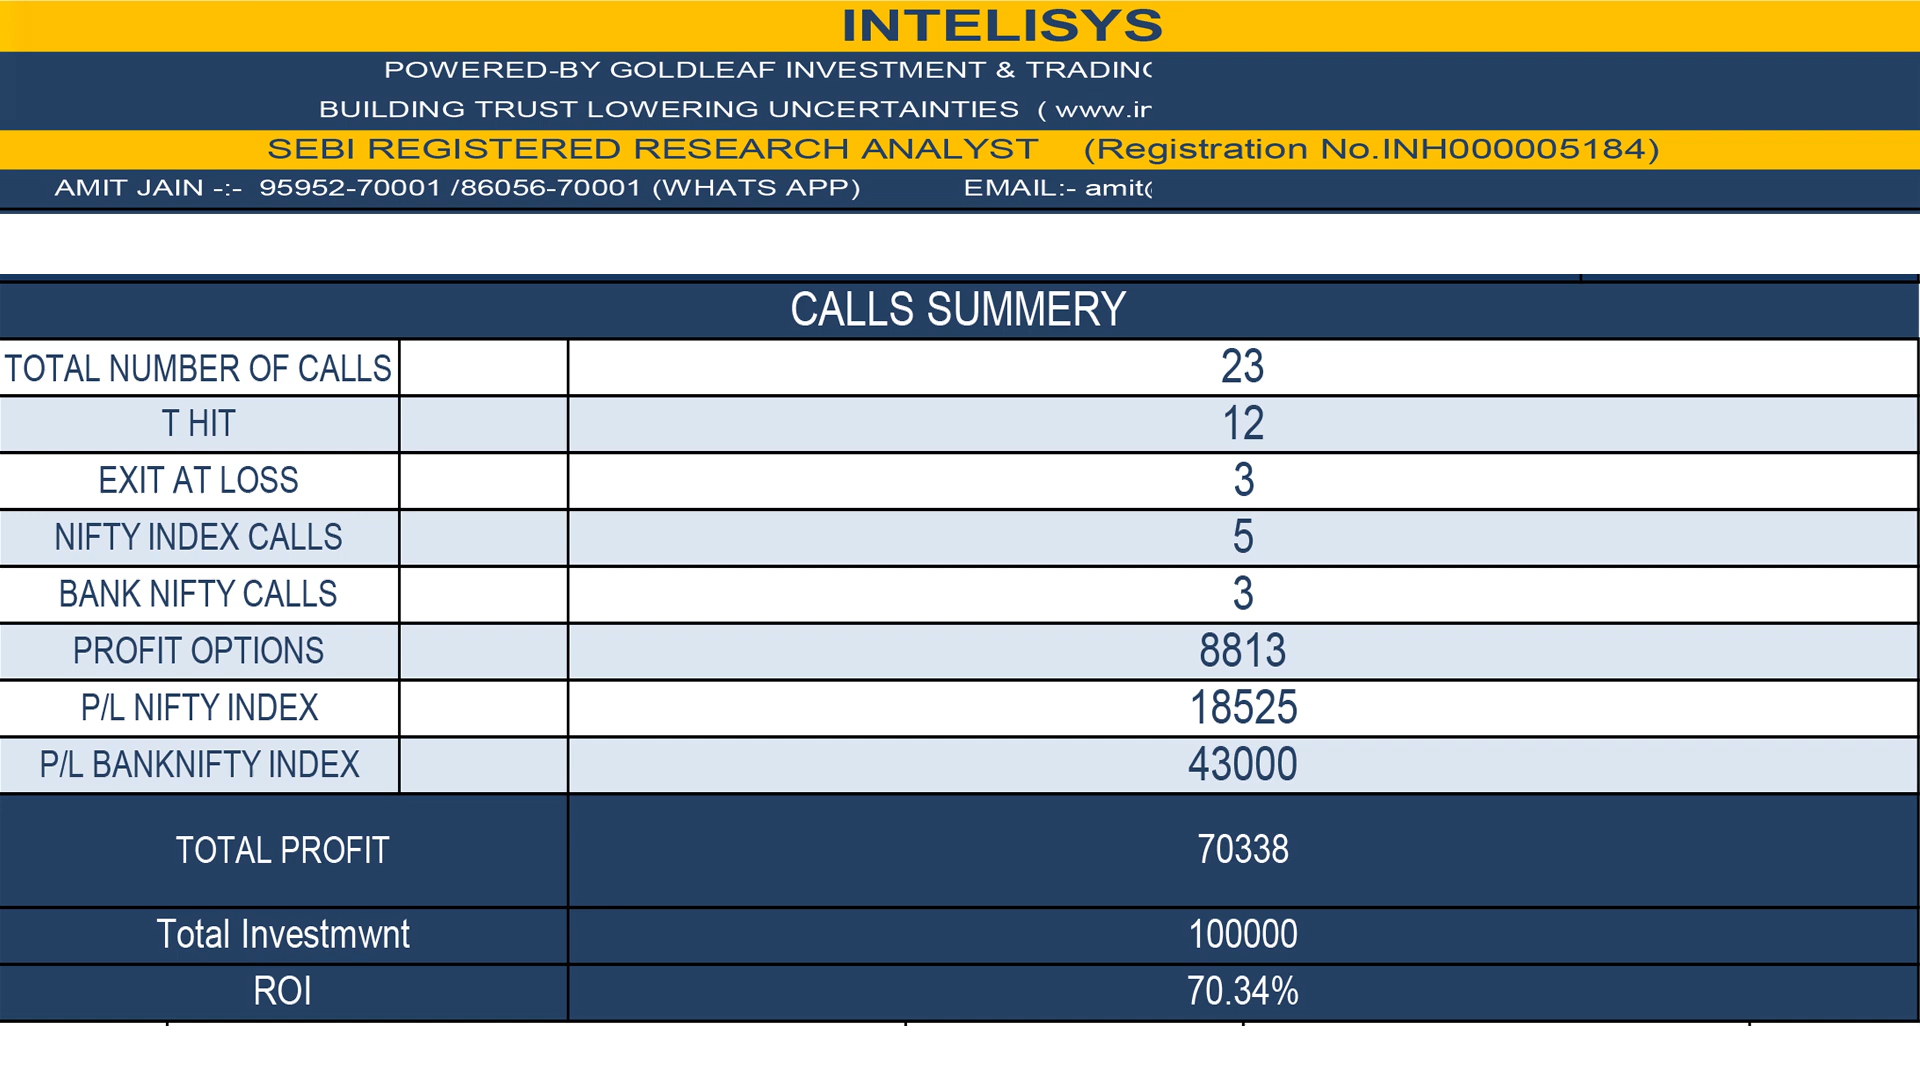 INTELISYS
POWERED-BY GOLDLEAF INVESTMENT & TRADING
BUILDING TRUST LOWERING UNCERTAINTIES ( www.in
SEBI REGISTERED RESEARCH ANALYST (Registration No.INH000005184)
AMIT JAIN -:- 95952-70001 /86056-70001 (WHATS APP) EMAIL:- amit@
CALLS SUMMERY
TOTAL NUMBER OF CALLS 23
T HIT 12
EXIT AT LOSS 3
NIFTY INDEX CALLS 5
BANK NIFTY CALLS 3
PROFIT OPTIONS 8813
P/L NIFTY INDEX 18525
P/L BANKNIFTY INDEX 43000
TOTAL PROFIT 70338
Total Investmwnt 100000
ROI 70.34%